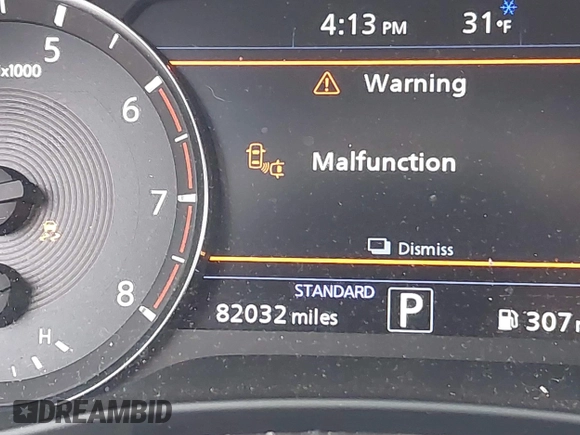 4:13 PM 31°F
5
x1000
Warning
6
Malfunction
7
Dismiss
STANDARD
8
82032 miles P 307
H
DREAMBID